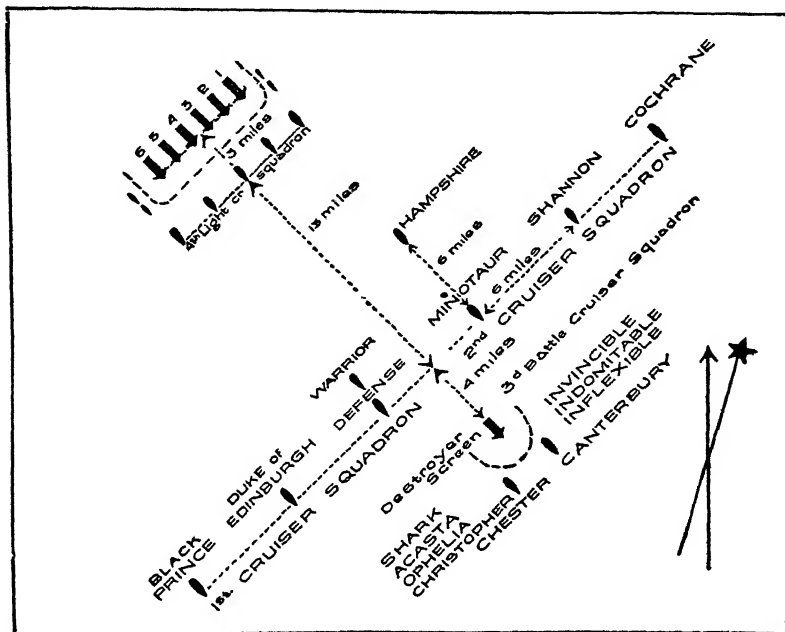 6 5 4 3 2
3 miles
4th Light cr squadron
13 miles
HAMPSHIRE
6 miles
COCHRANE
SHANNON
MINOTAUR
6 miles
2nd CRUISER SQUADRON
4 miles
3d Battle Cruiser Squadron
INVINCIBLE
INDOMITABLE
INFLEXIBLE
CANTERBURY
WARRIOR
DEFENSE
DUKE OF
EDINBURGH
BLACK
PRINCE
1st. CRUISER SQUADRON
Destroyer
Screen
SHARK
ACASTA
OPHELIA
CHRISTOPHER
CHESTER